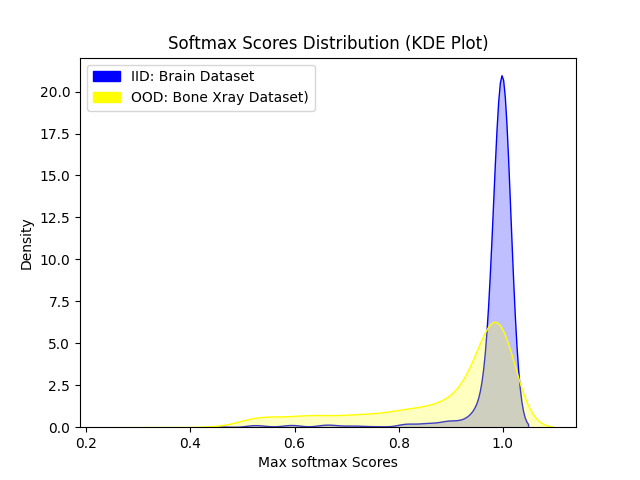 Softmax Scores Distribution (KDE Plot)
IID: Brain Dataset
OOD: Bone Xray Dataset)
20.0
17.5
15.0
12.5
10.0
7.5
5.0
2.5
0.0
Density
0.2 0.4 0.6 0.8 1.0
Max softmax Scores